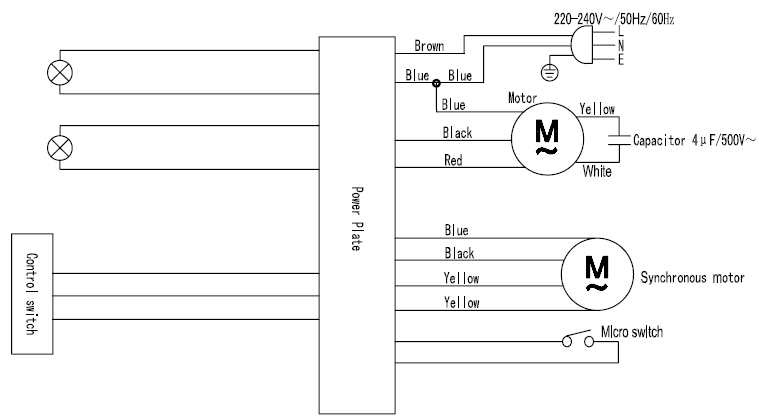 220-240V～/50Hz/60Hz
L
N
E
Brown
Blue
Blue
Blue
Motor
Yellow
Black
M
~
Capacitor 4μF/500V～
Red
White
Power Plate
Control switch
Blue
Black
M
~
Yellow
Synchronous motor
Yellow
Micro switch